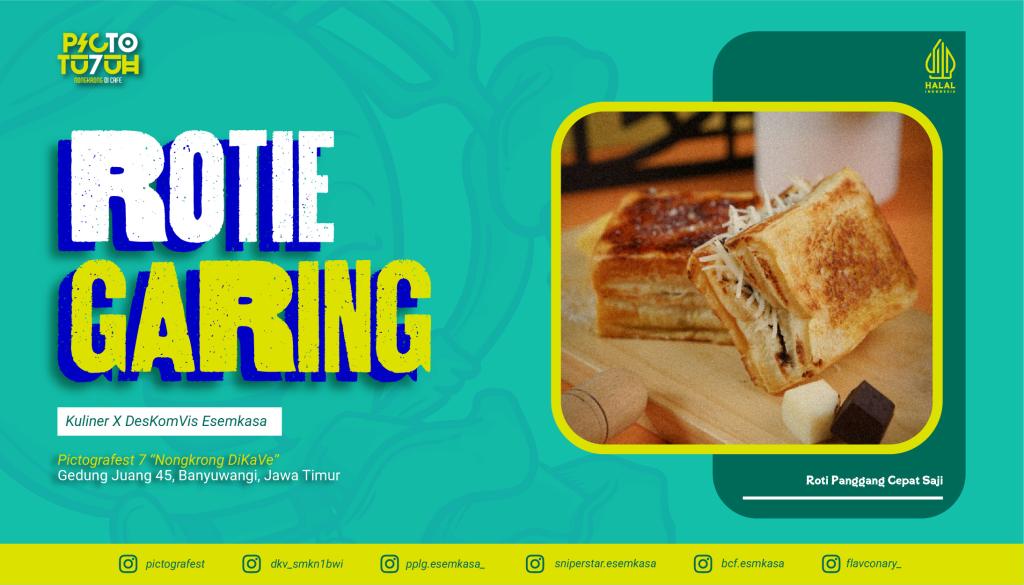 PICTO
TU7UH
NONGKRONG DI CAFE
HALAL
INDONESIA
ROTIE
GARING
Kuliner X DesKomVis Esemkasa
Pictografest 7 “Nongkrong DiKaVe”
Gedung Juang 45, Banyuwangi, Jawa Timur
Roti Panggang Cepat Saji
pictografest
dkv_smkn1bwi
pplg.esemkasa_
sniperstar.esemkasa
bcf.esmkasa
flavconary_